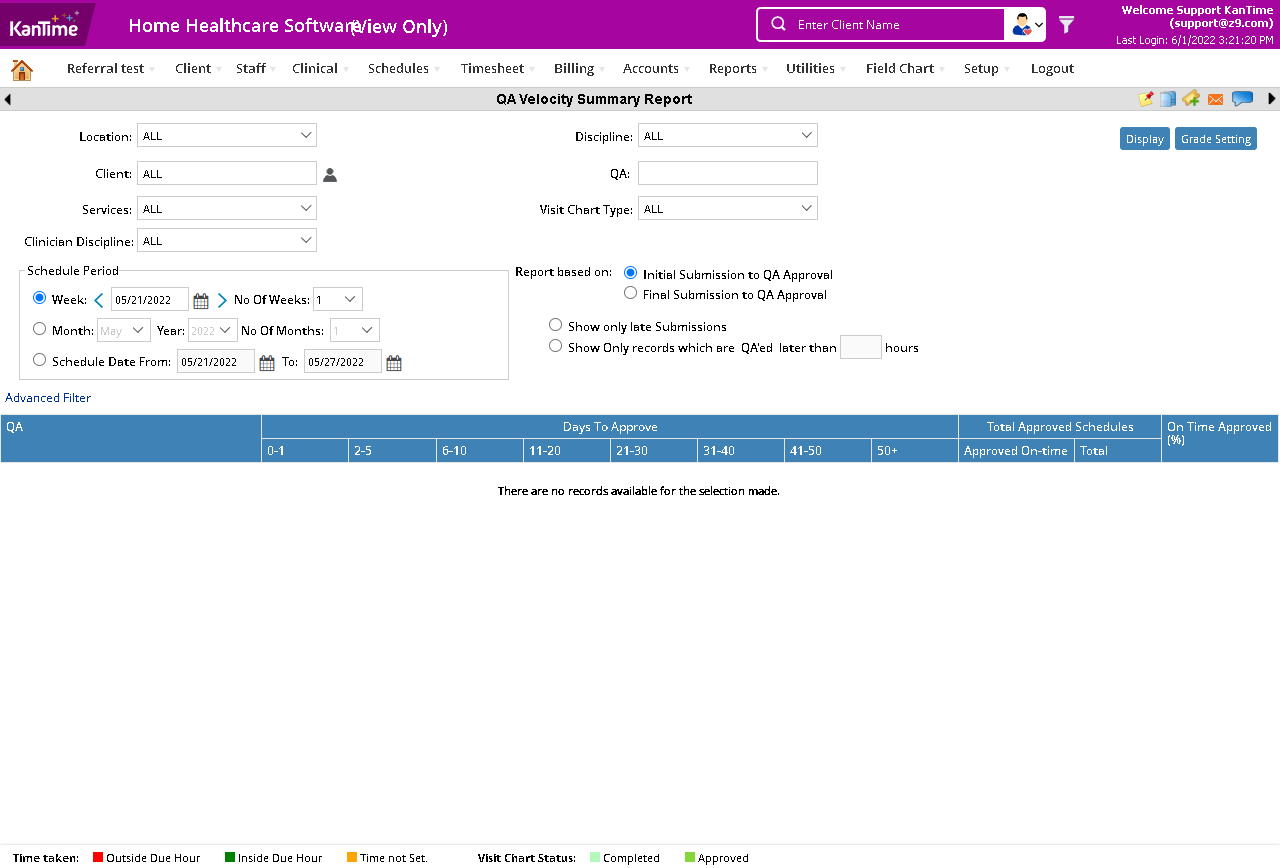 KanTime
Home Healthcare Software (View Only)
Enter Client Name
Welcome Support KanTime
(support@z9.com)
Last Login: 6/1/2022 3:21:20 PM
Referral test Client Staff Clinical Schedules Timesheet Billing Accounts Reports Utilities Field Chart Setup Logout
QA Velocity Summary Report
Location: ALL Discipline: ALL Display Grade Setting
Client: ALL QA:
Services: ALL Visit Chart Type: ALL
Clinician Discipline: ALL
Schedule Period
Week: 05/21/2022 No Of Weeks: 1
Month: May Year: 2022 No Of Months: 1
Schedule Date From: 05/21/2022 To: 05/27/2022
Report based on: Initial Submission to QA Approval
Final Submission to QA Approval
Show only late Submissions
Show Only records which are QA'ed later than hours
Advanced Filter
QA Days To Approve Total Approved Schedules On Time Approved (%)
0-1 2-5 6-10 11-20 21-30 31-40 41-50 50+ Approved On-time Total
There are no records available for the selection made.
Time taken: Outside Due Hour Inside Due Hour Time not Set. Visit Chart Status: Completed Approved